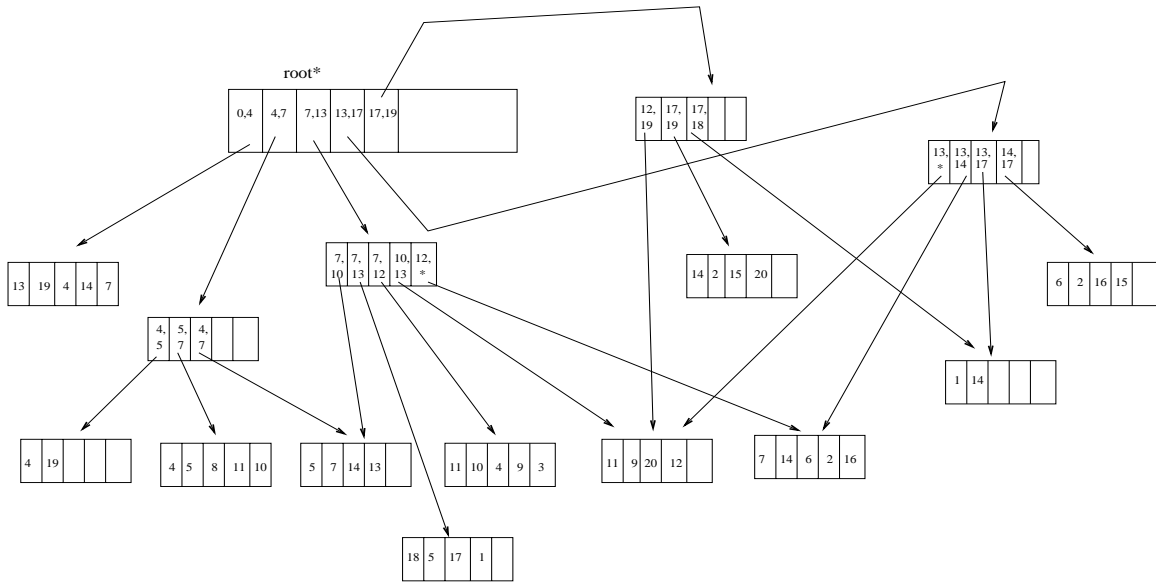 root*
0,4 4,7 7,13 13,17 17,19
12, 17, 17,
19 19 18
13, 13, 13, 14,
* 14 17 17
7, 7, 7, 10, 12,
10 13 12 13 *
13 19 4 14 7
14 2 15 20
6 2 16 15
4, 5, 4,
5 7 7
1 14
4 19
4 5 8 11 10
5 7 14 13
11 10 4 9 3
11 9 20 12
7 14 6 2 16
18 5 17 1